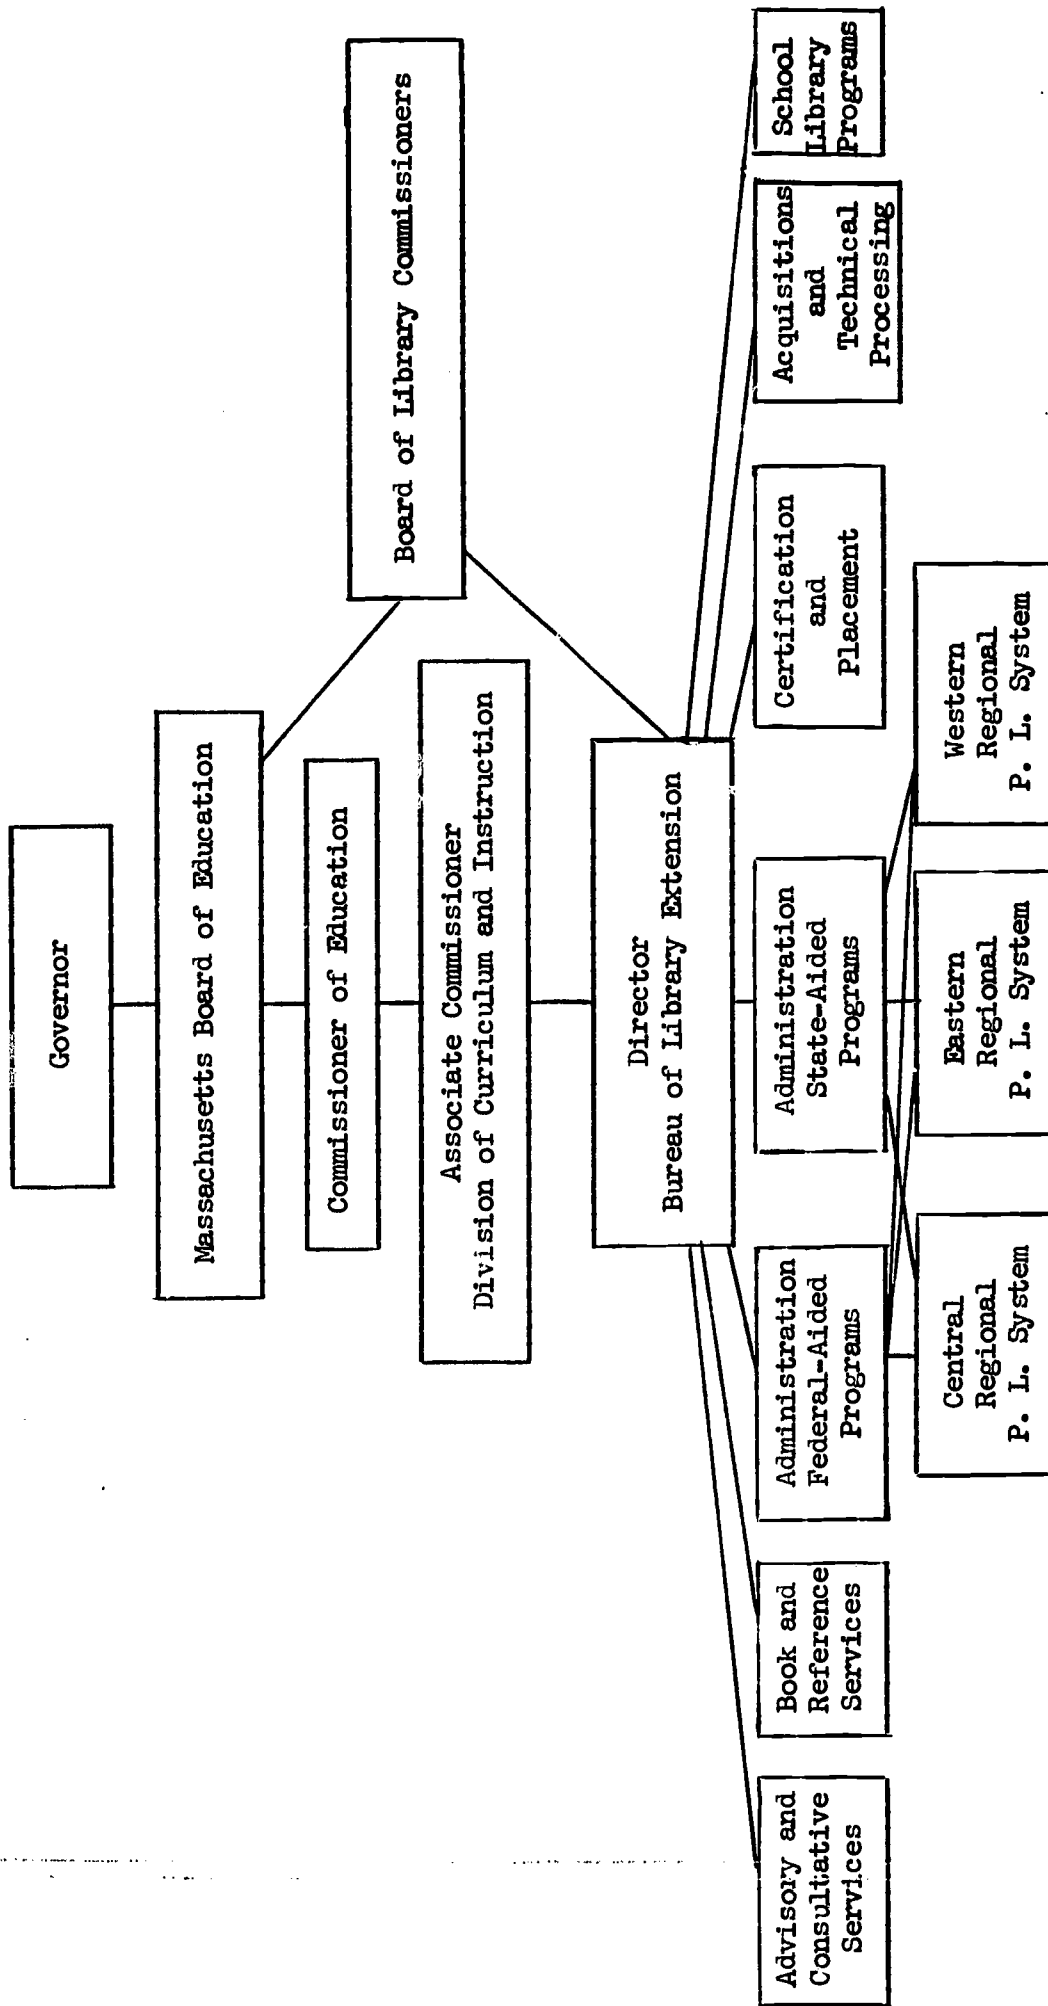 Governor
Massachusetts Board of Education
Board of Library Commissioners
Commissioner of Education
Associate Commissioner
Division of Curriculum and Instruction
Director
Bureau of Library Extension
Advisory and
Consultative
Services
Book and
Reference
Services
Administration
Federal-Aided
Programs
Administration
State-Aided
Programs
Certification
and
Placement
Acquisitions
and
Technical
Processing
School
Library
Programs
Central
Regional
P. L. System
Eastern
Regional
P. L. System
Western
Regional
P. L. System